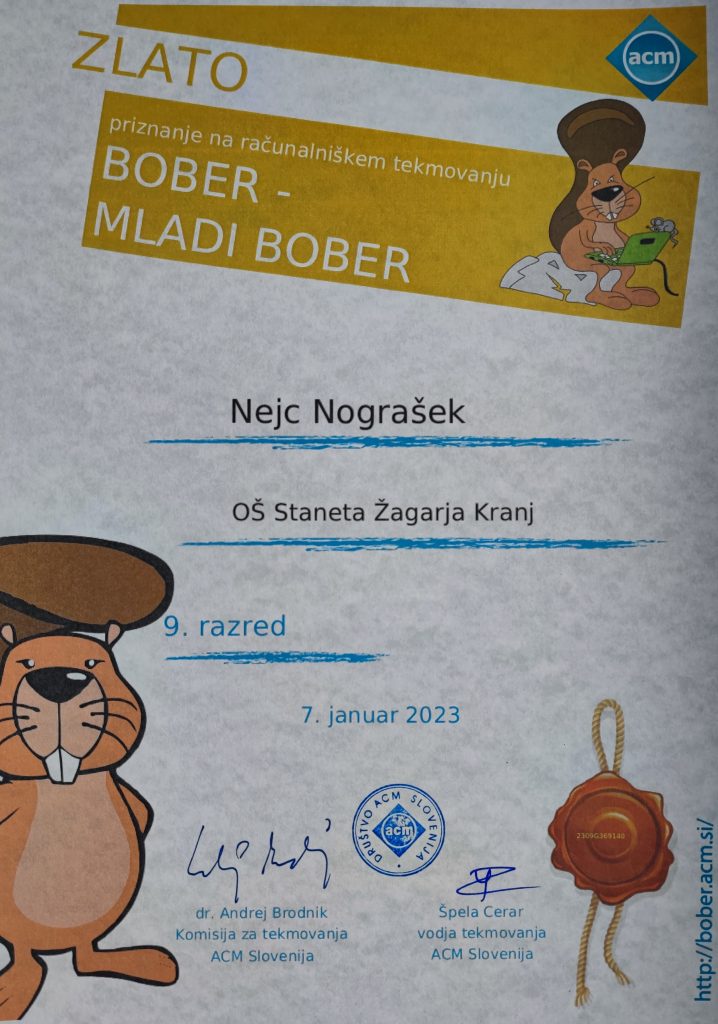 ZLATO
acm
priznanje na računalniškem tekmovanju
BOBER -
MLADI BOBER
Nejc Nograšek
OŠ Staneta Žagarja Kranj
9. razred
7. januar 2023
DRUŠTVO ACM SLOVENIJA
acm
2309G369140
dr. Andrej Brodnik
Komisija za tekmovanja
ACM Slovenija
Špela Cerar
vodja tekmovanja
ACM Slovenija
http://bober.acm.si/